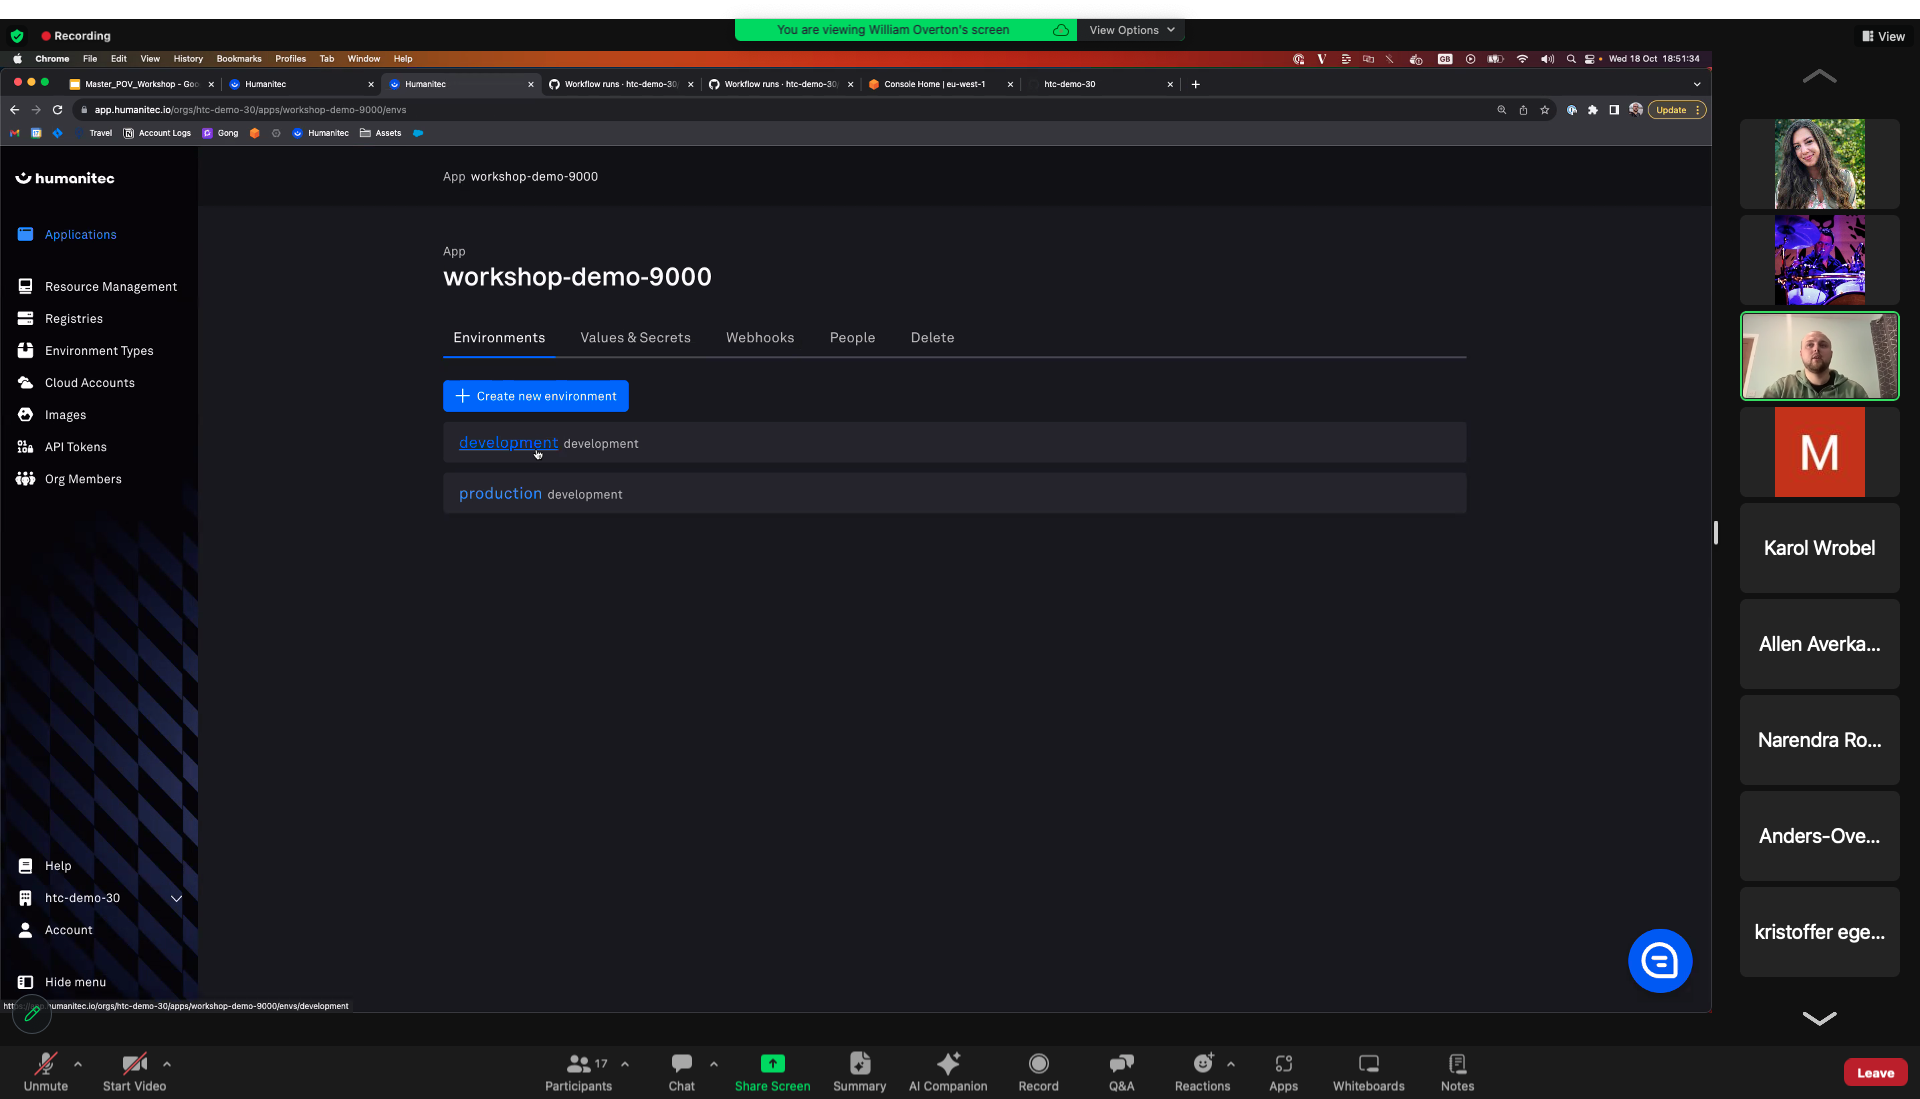 You are viewing William Overton's screen
View Options
Recording
View
Chrome File Edit View History Bookmarks Profiles Tab Window Help
GB
Wed 18 Oct 18:51:34
Master_POV_Workshop - Goo
Humanitec
Humanitec
Workflow runs · htc-demo-30
Workflow runs · htc-demo-30/
Console Home | eu-west-1
htc-demo-30
app.humanitec.io/orgs/htc-demo-30/apps/workshop-demo-9000/envs
Update
Travel
Account Logs
Gong
Humanitec
Assets
humanitec
App workshop-demo-9000
Applications
Resource Management
Registries
Environment Types
Cloud Accounts
Images
API Tokens
Org Members
App
workshop-demo-9000
Environments Values & Secrets Webhooks People Delete
Create new environment
development development
production development
Help
htc-demo-30
Account
Hide menu
umanitec.io/orgs/htc-demo-30/apps/workshop-demo-9000/envs/development
M
Karol Wrobel
Allen Averka...
Narendra Ro...
Anders-Ove...
kristoffer ege...
Unmute
Start Video
17
Participants
Chat
Share Screen
Summary
AI Companion
Record
Q&A
Reactions
Apps
Whiteboards
Notes
Leave